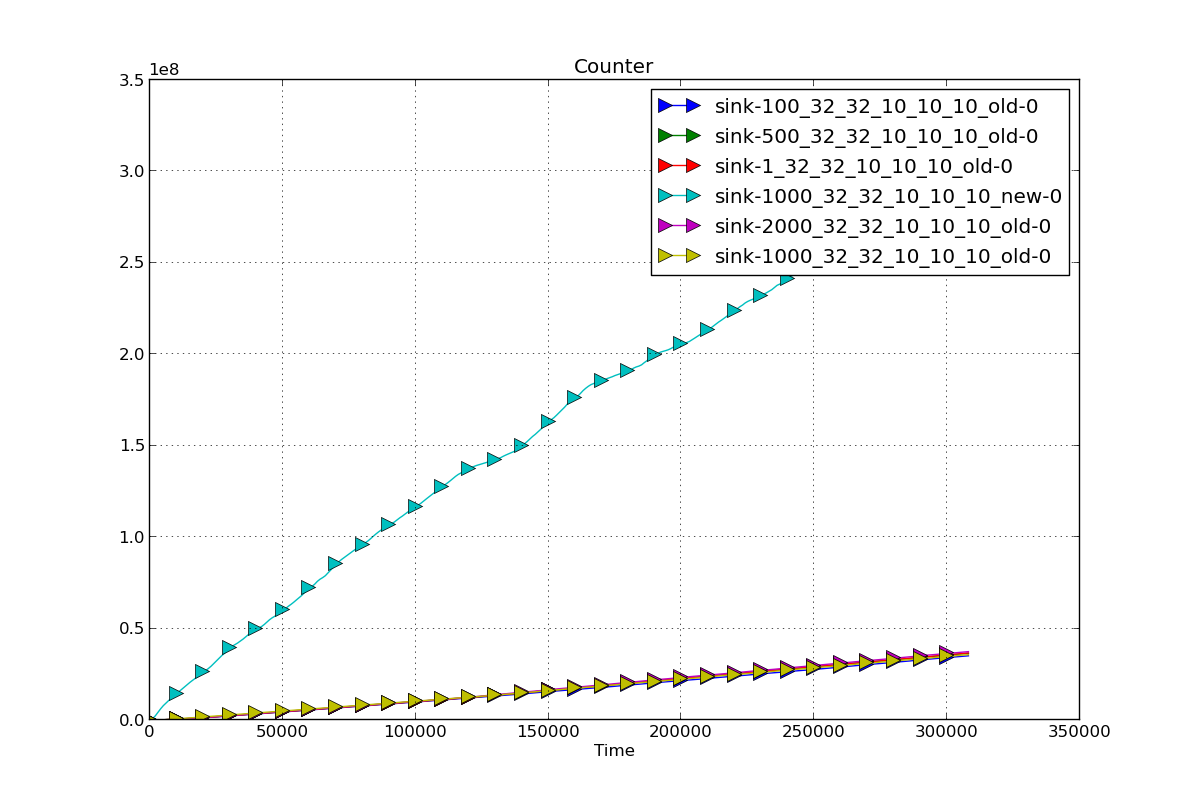 Counter
1e8
3.5
3.0
2.5
2.0
1.5
1.0
0.5
0.0
sink-100_32_32_10_10_10_old-0
sink-500_32_32_10_10_10_old-0
sink-1_32_32_10_10_10_old-0
sink-1000_32_32_10_10_10_new-0
sink-2000_32_32_10_10_10_old-0
sink-1000_32_32_10_10_10_old-0
0 50000 100000 150000 200000 250000 300000 350000
Time